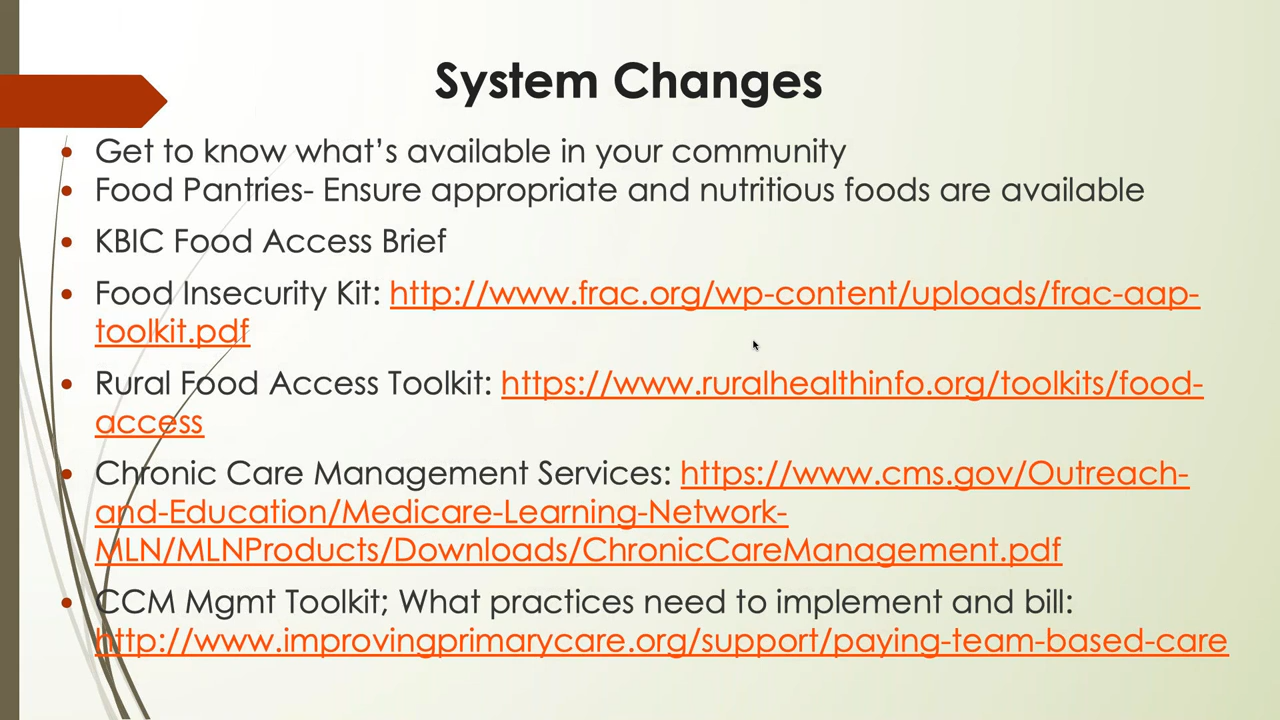 System Changes
Get to know what’s available in your community
Food Pantries- Ensure appropriate and nutritious foods are available
KBIC Food Access Brief
Food Insecurity Kit: http://www.frac.org/wp-content/uploads/frac-aap-
toolkit.pdf
Rural Food Access Toolkit: https://www.ruralhealthinfo.org/toolkits/food-
access
Chronic Care Management Services: https://www.cms.gov/Outreach-
and-Education/Medicare-Learning-Network-
MLN/MLNProducts/Downloads/ChronicCareManagement.pdf
CCM Mgmt Toolkit; What practices need to implement and bill:
http://www.improvingprimarycare.org/support/paying-team-based-care